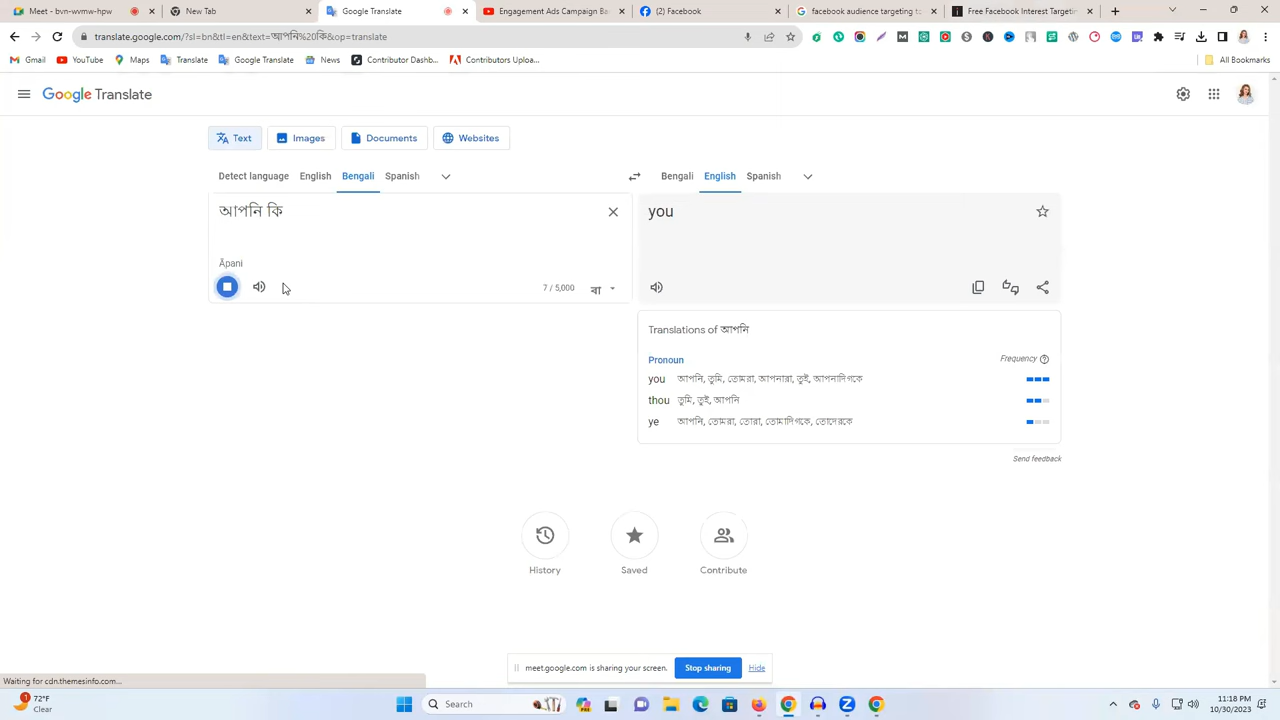 Meet - bvn-wwmw-hpw
New Tab
Google Translate
Engagement Ads Campaign Ba
(2) Facebook
facebook audience targeting to
Free Facebook Interest Targeting
translate.google.com/?sl=bn&tl=en&text=আপনি%20কি&op=translate
Gmail YouTube Maps Translate Google Translate News Contributor Dashb... Contributors Uploa... All Bookmarks
Google Translate
Text Images Documents Websites
Detect language English Bengali Spanish
Bengali English Spanish
আপনি কি
you
Āpani
7 / 5,000
Translations of আপনি
Pronoun
Frequency
you আপনি, তুমি, তোমরা, আপনারা, তুই, আপনাদিগকে
thou তুমি, তুই, আপনি
ye আপনি, তোমরা, তোরা, তোমাদিগকে, তোদেরকে
Send feedback
History Saved Contribute
meet.google.com is sharing your screen. Stop sharing Hide
Waiting for cdn.themesinfo.com...
72°F
Clear
Search
11:18 PM
10/30/2023